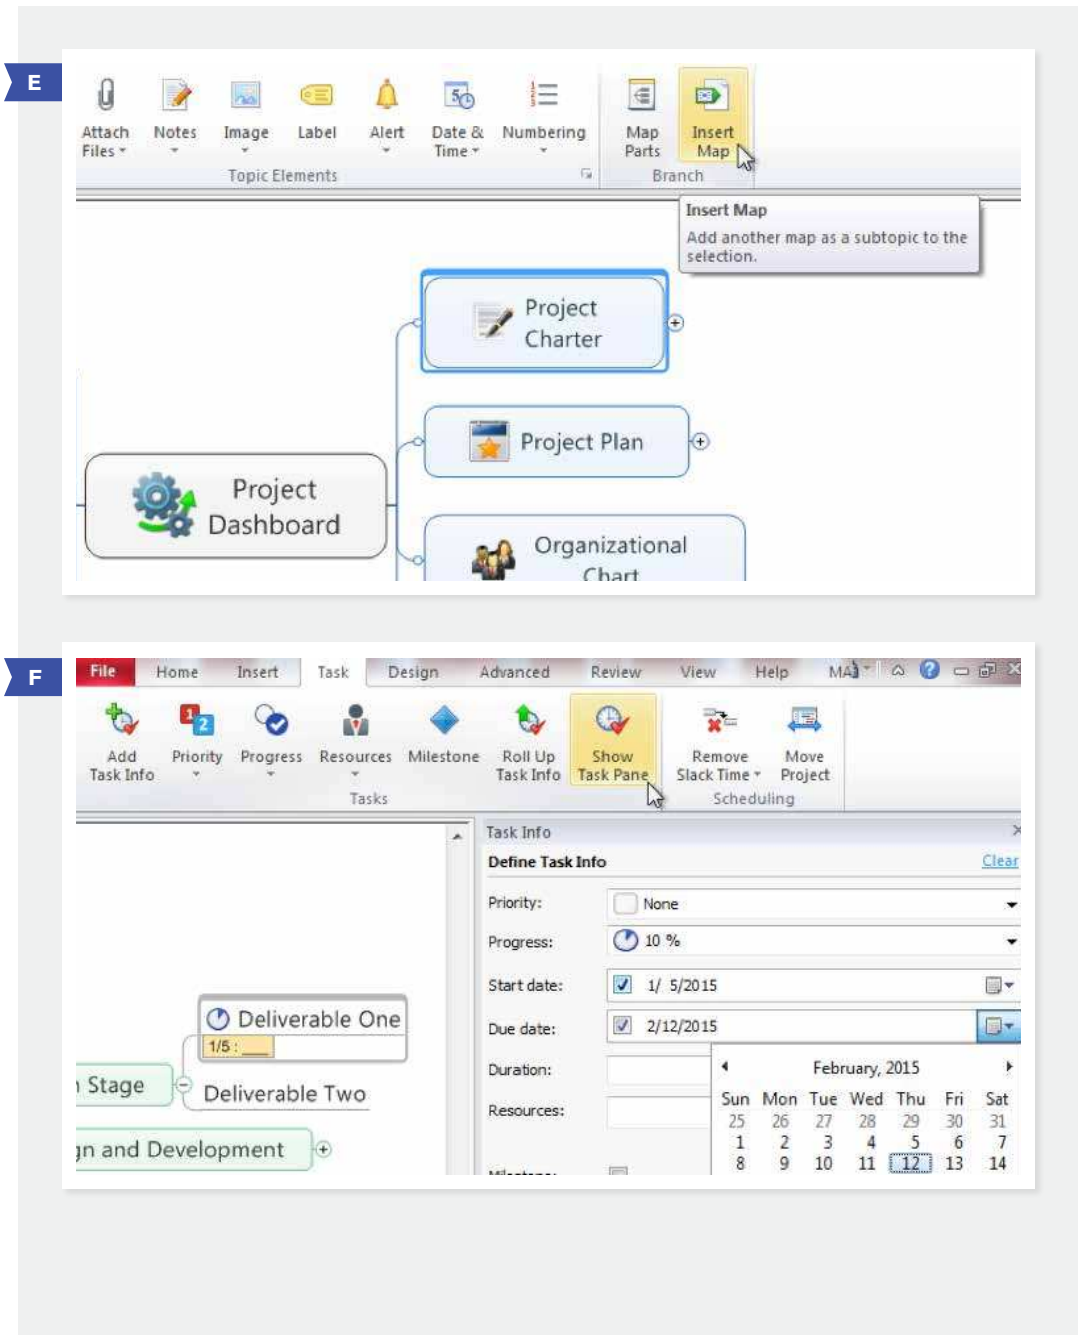 E
Attach Files
Notes
Image
Label
Alert
Date & Time
Numbering
Map Parts
Insert Map
Topic Elements
Branch
Insert Map
Add another map as a subtopic to the
selection.
Project
Charter
Project Plan
Project
Dashboard
Organizational
Chart
F
File Home Insert Task Design Advanced Review View Help
Add Task Info
Priority
Progress
Resources
Milestone
Roll Up Task Info
Show Task Pane
Remove Slack Time
Move Project
Tasks
Scheduling
Task Info
Define Task Info Clear
Priority: None
Progress: 10 %
Start date: 1/ 5/2015
Due date: 2/12/2015
Duration:
Resources:
Milestone:
February, 2015
Sun Mon Tue Wed Thu Fri Sat
25 26 27 28 29 30 31
1 2 3 4 5 6 7
8 9 10 11 12 13 14
Deliverable One
1/5 : ___
Stage
Deliverable Two
gn and Development